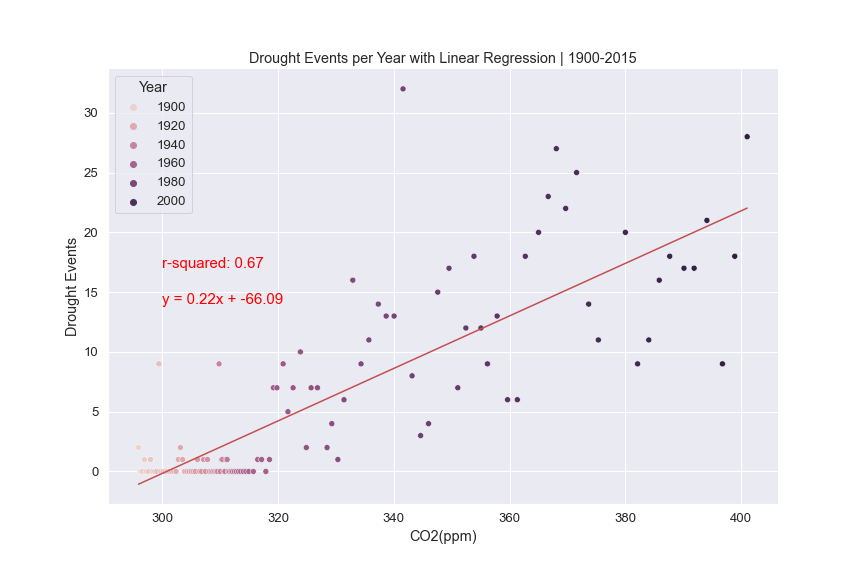 Drought Events per Year with Linear Regression | 1900-2015
Year
1900
1920
1940
1960
1980
2000
r-squared: 0.67
y = 0.22x + -66.09
Drought Events
30
25
20
15
10
5
0
300 320 340 360 380 400
CO2(ppm)